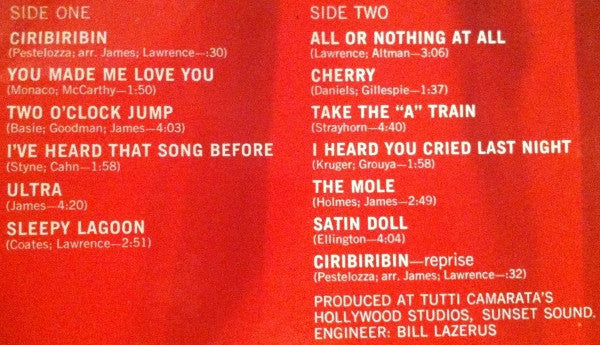 SIDE ONE
CIRIBIRIBIN
(Pestelozza; arr. James; Lawrence—:30)
YOU MADE ME LOVE YOU
(Monaco; McCarthy—1:50)
TWO O'CLOCK JUMP
(Basie; Goodman; James—4:03)
I'VE HEARD THAT SONG BEFORE
(Styne; Cahn—1:58)
ULTRA
(James—4:20)
SLEEPY LAGOON
(Coates; Lawrence—2:51)
SIDE TWO
ALL OR NOTHING AT ALL
(Lawrence; Altman—3:06)
CHERRY
(Daniels; Gillespie—1:37)
TAKE THE “A” TRAIN
(Strayhorn—4:40)
I HEARD YOU CRIED LAST NIGHT
(Kruger; Grouya—1:58)
THE MOLE
(Holmes; James—2:49)
SATIN DOLL
(Ellington—4:04)
CIRIBIRIBIN—reprise
(Pestelozza; arr. James; Lawrence—:32)
PRODUCED AT TUTTI CAMARATA'S
HOLLYWOOD STUDIOS, SUNSET SOUND.
ENGINEER: BILL LAZERUS